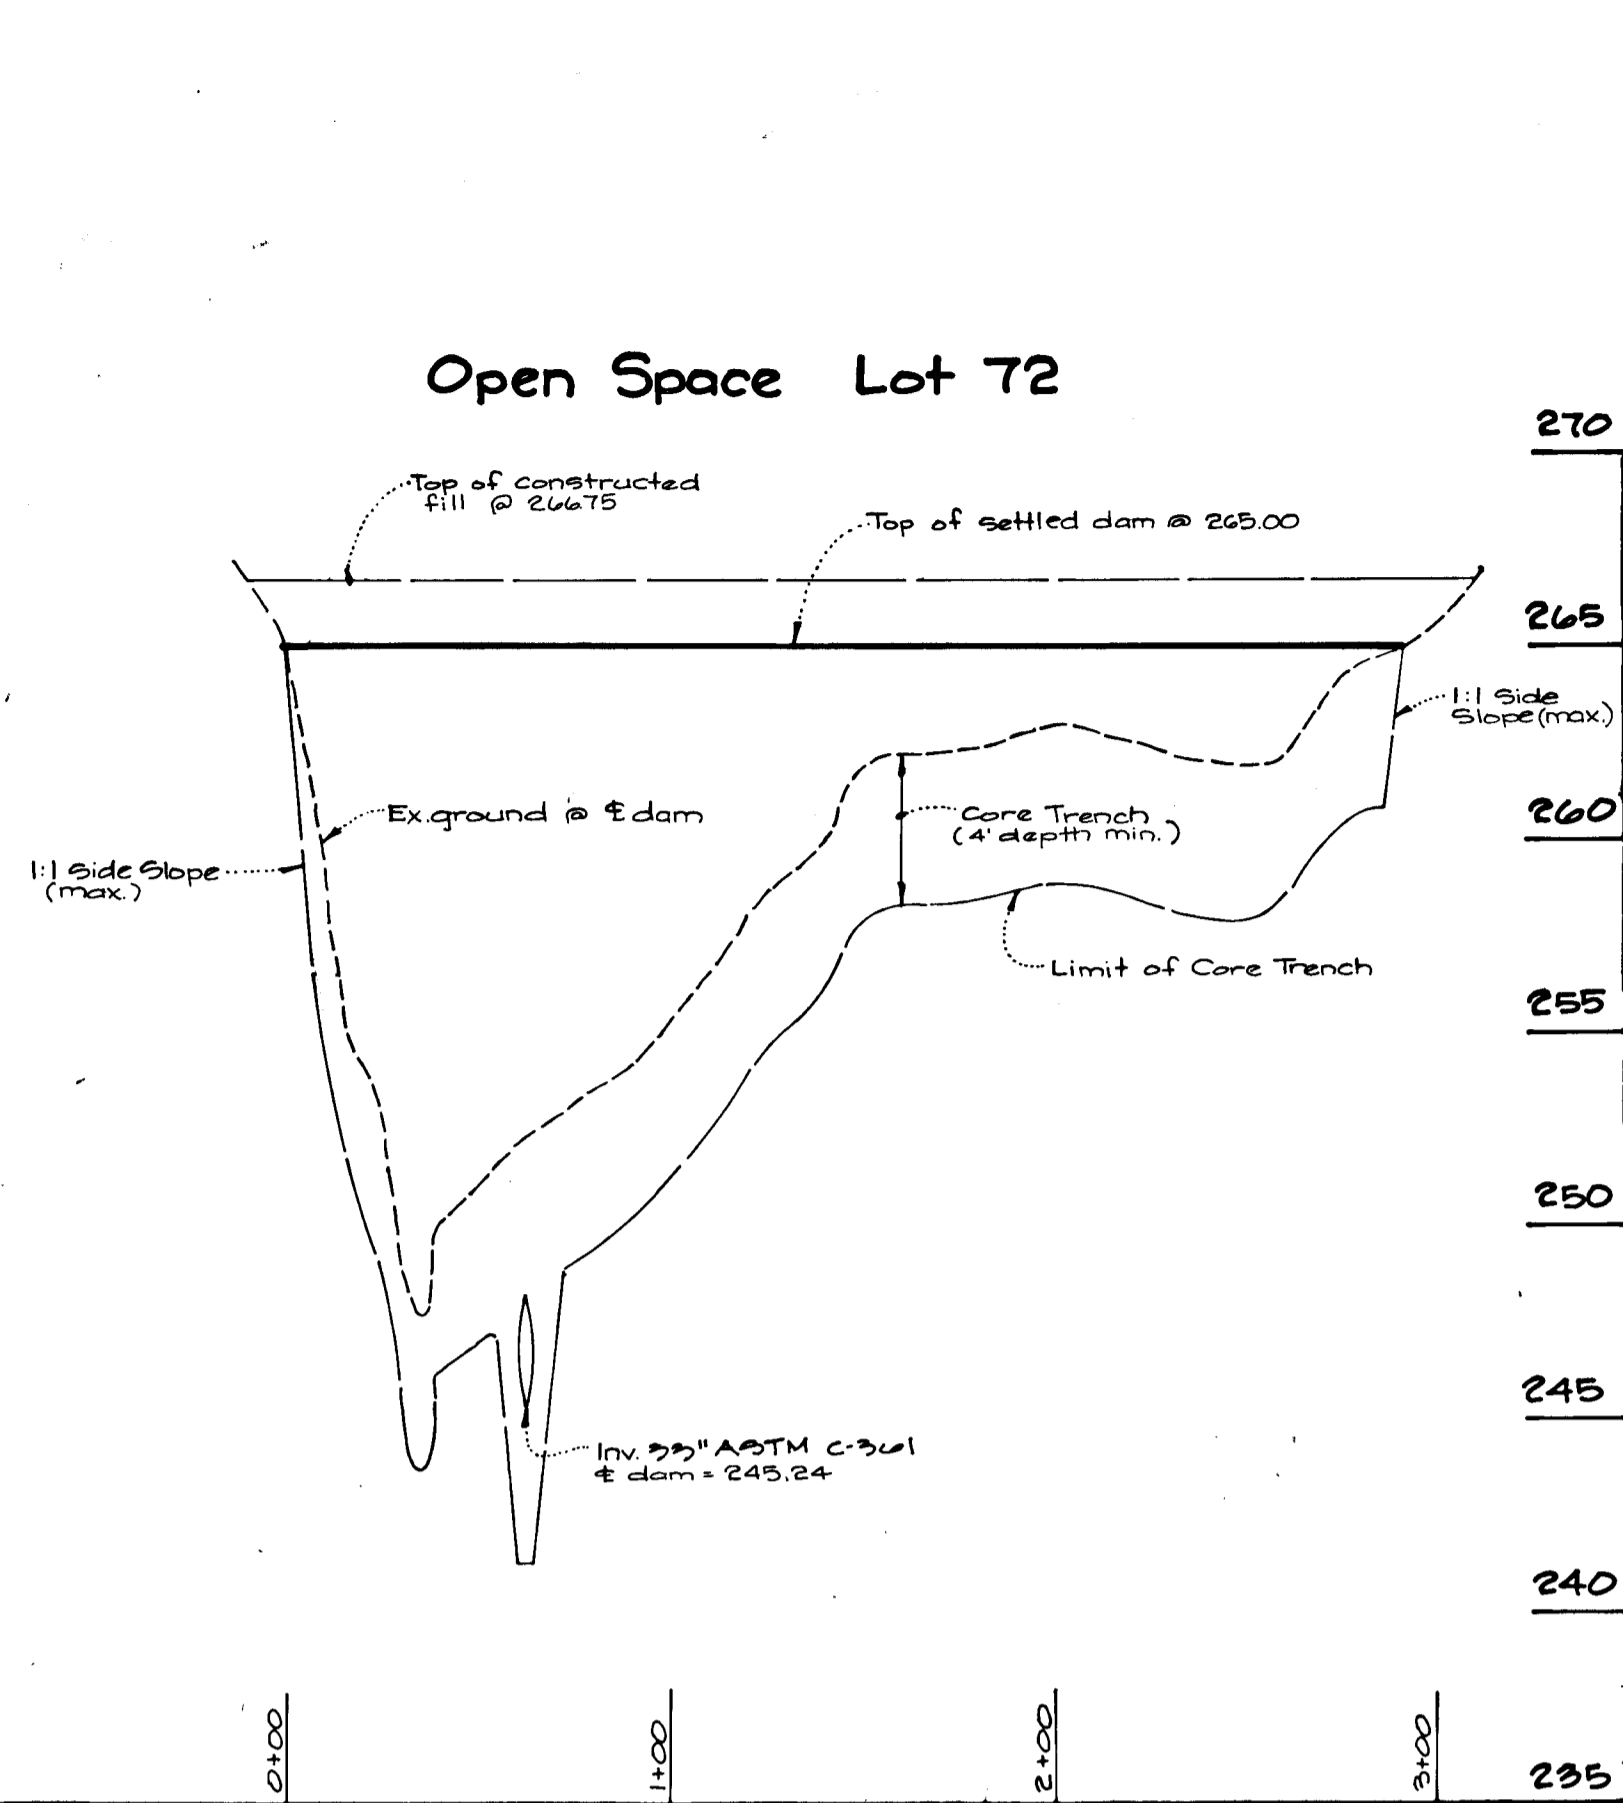 Open Space Lot 72
270
Top of constructed
fill @ 266.75
Top of settled dam @ 265.00
265
1:1 Side
Slope (max.)
Ex. ground @ ℄ dam
Core Trench
(4' depth min.)
260
1:1 Side Slope
(max.)
Limit of Core Trench
255
250
245
Inv. 33" ASTM C-361
℄ dam = 245.24
240
0+00
1+00
2+00
3+00
235